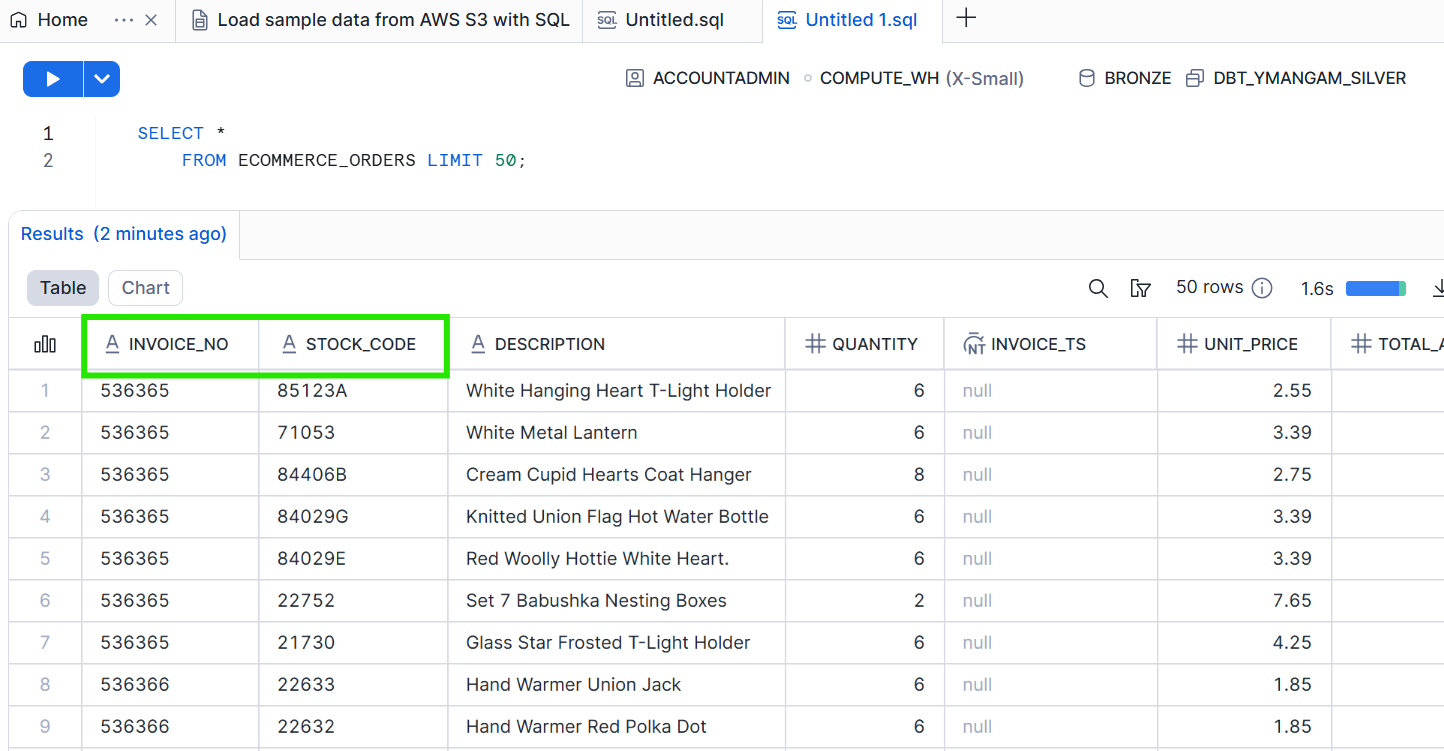 Home ··· × Load sample data from AWS S3 with SQL SQL Untitled.sql SQL Untitled 1.sql +
ACCOUNTADMIN COMPUTE_WH (X-Small) BRONZE DBT_YMANGAM_SILVER
1 SELECT *
2 FROM ECOMMERCE_ORDERS LIMIT 50;
Results (2 minutes ago)
Table Chart 50 rows 1.6s
A INVOICE_NO A STOCK_CODE A DESCRIPTION # QUANTITY NT INVOICE_TS # UNIT_PRICE # TOTAL_A
1 536365 85123A White Hanging Heart T-Light Holder 6 null 2.55
2 536365 71053 White Metal Lantern 6 null 3.39
3 536365 84406B Cream Cupid Hearts Coat Hanger 8 null 2.75
4 536365 84029G Knitted Union Flag Hot Water Bottle 6 null 3.39
5 536365 84029E Red Woolly Hottie White Heart. 6 null 3.39
6 536365 22752 Set 7 Babushka Nesting Boxes 2 null 7.65
7 536365 21730 Glass Star Frosted T-Light Holder 6 null 4.25
8 536366 22633 Hand Warmer Union Jack 6 null 1.85
9 536366 22632 Hand Warmer Red Polka Dot 6 null 1.85